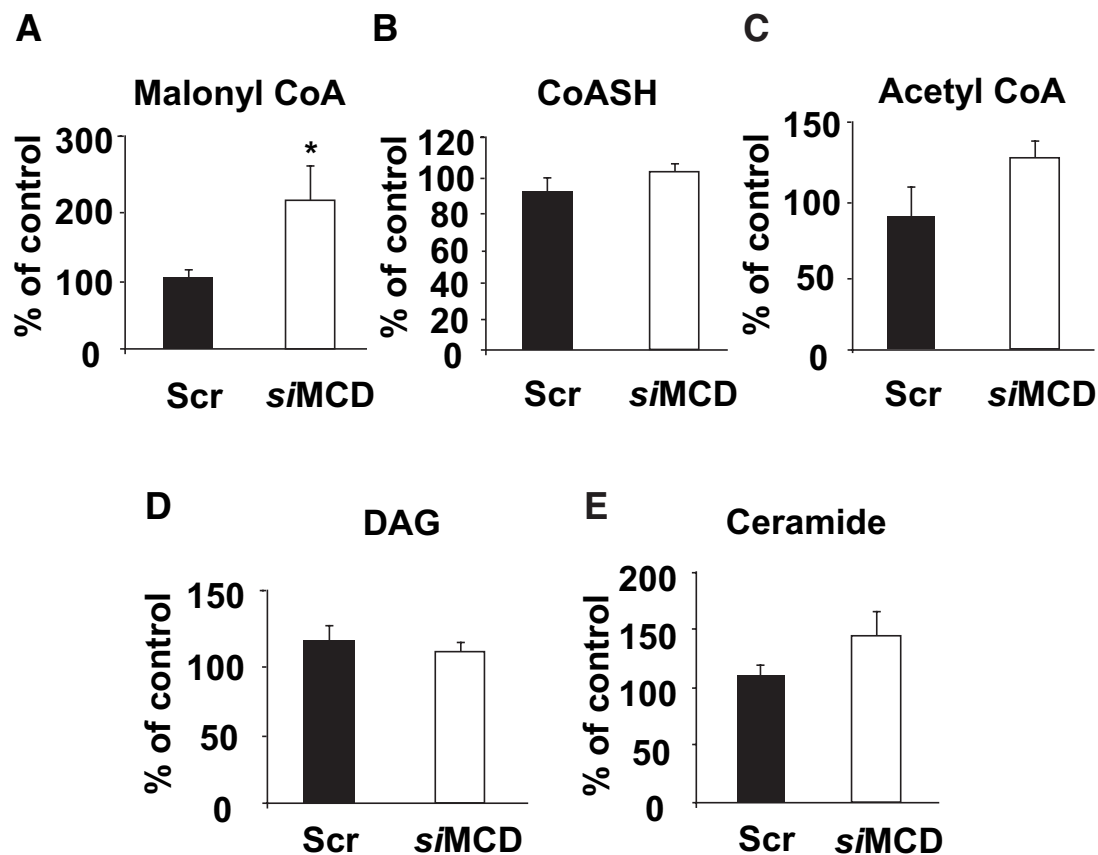 A
Malonyl CoA
% of control
300
200
100
0
*
Scr siMCD
B
CoASH
% of control
120
100
80
60
40
20
0
Scr siMCD
C
Acetyl CoA
% of control
150
100
50
0
Scr siMCD
D
DAG
% of control
150
100
50
0
Scr siMCD
E
Ceramide
% of control
200
150
100
50
0
Scr siMCD